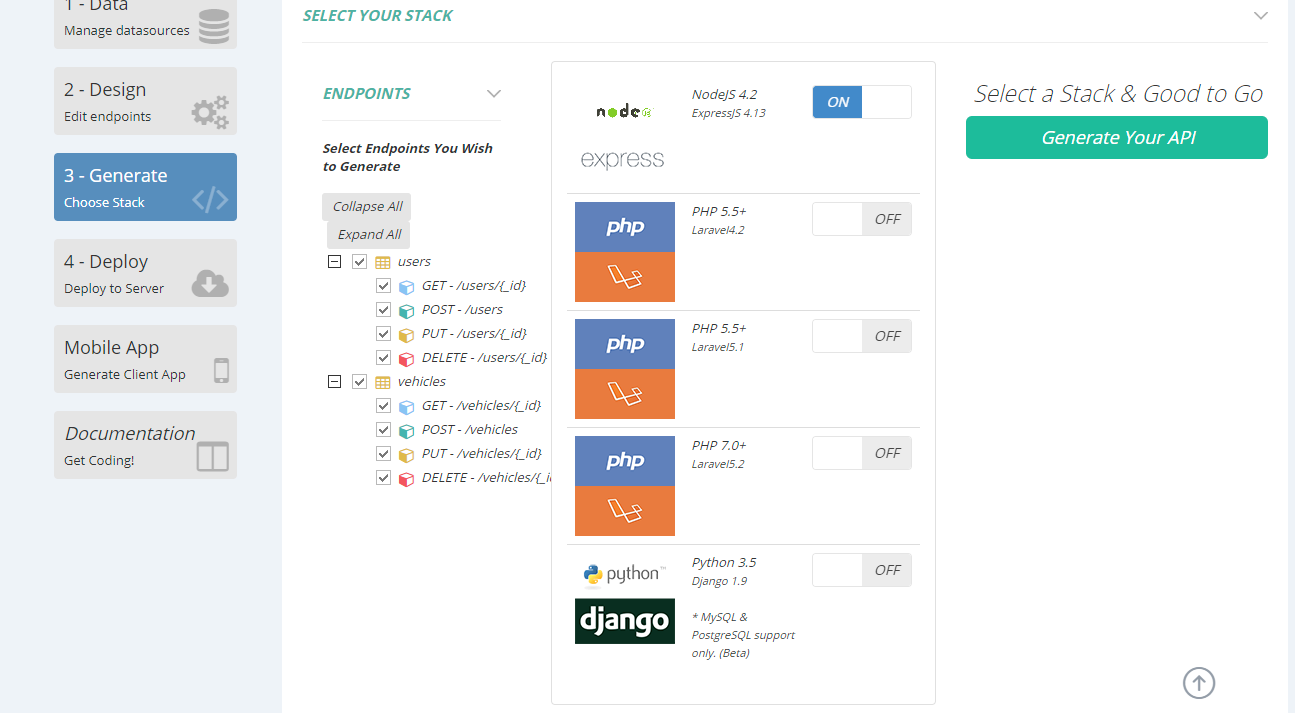 1 - Data
Manage datasources
2 - Design
Edit endpoints
3 - Generate
Choose Stack
4 - Deploy
Deploy to Server
Mobile App
Generate Client App
Documentation
Get Coding!
SELECT YOUR STACK
ENDPOINTS
Select Endpoints You Wish
to Generate
Collapse All
Expand All
users
GET - /users/{_id}
POST - /users
PUT - /users/{_id}
DELETE - /users/{_id}
vehicles
GET - /vehicles/{_id}
POST - /vehicles
PUT - /vehicles/{_id}
DELETE - /vehicles/{_i
node js
express
NodeJS 4.2
ExpressJS 4.13
ON
php
PHP 5.5+
Laravel4.2
OFF
php
PHP 5.5+
Laravel5.1
OFF
php
PHP 7.0+
Laravel5.2
OFF
python™
django
Python 3.5
Django 1.9
* MySQL &
PostgreSQL support
only. (Beta)
OFF
Select a Stack & Good to Go
Generate Your API